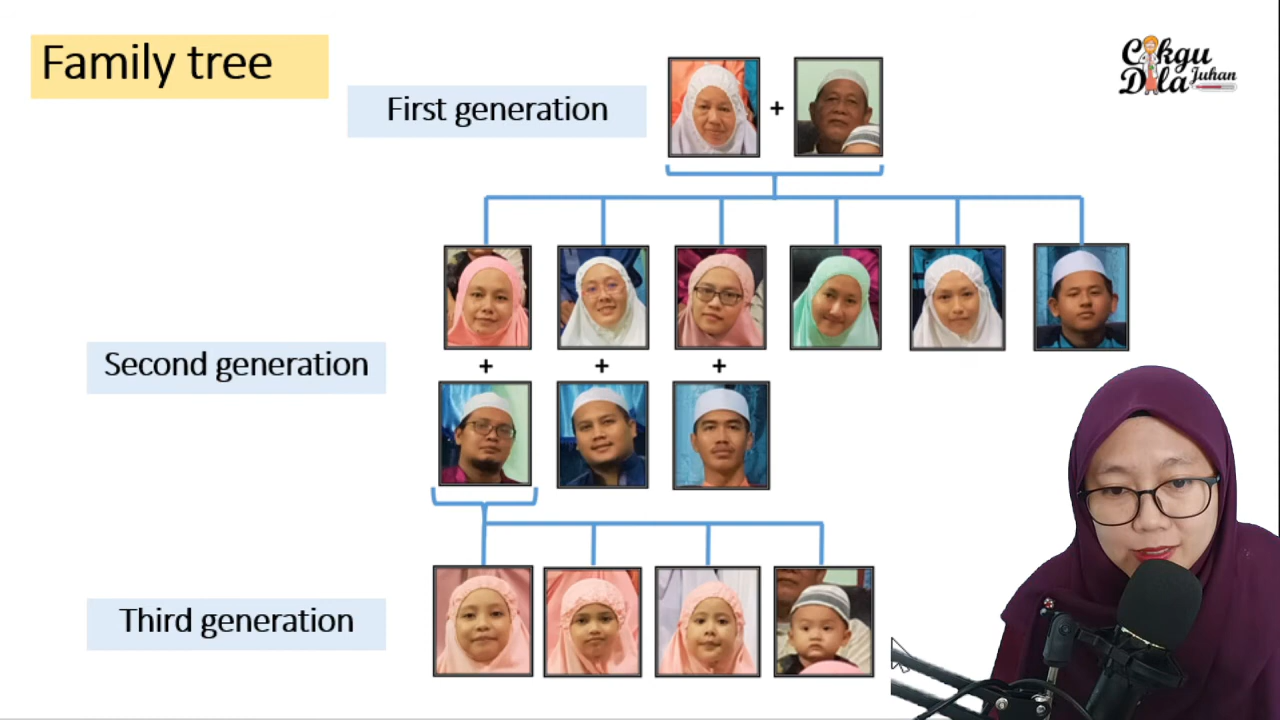 Family tree
Cikgu
Dila Juhan
First generation
+
Second generation
+ + +
Third generation